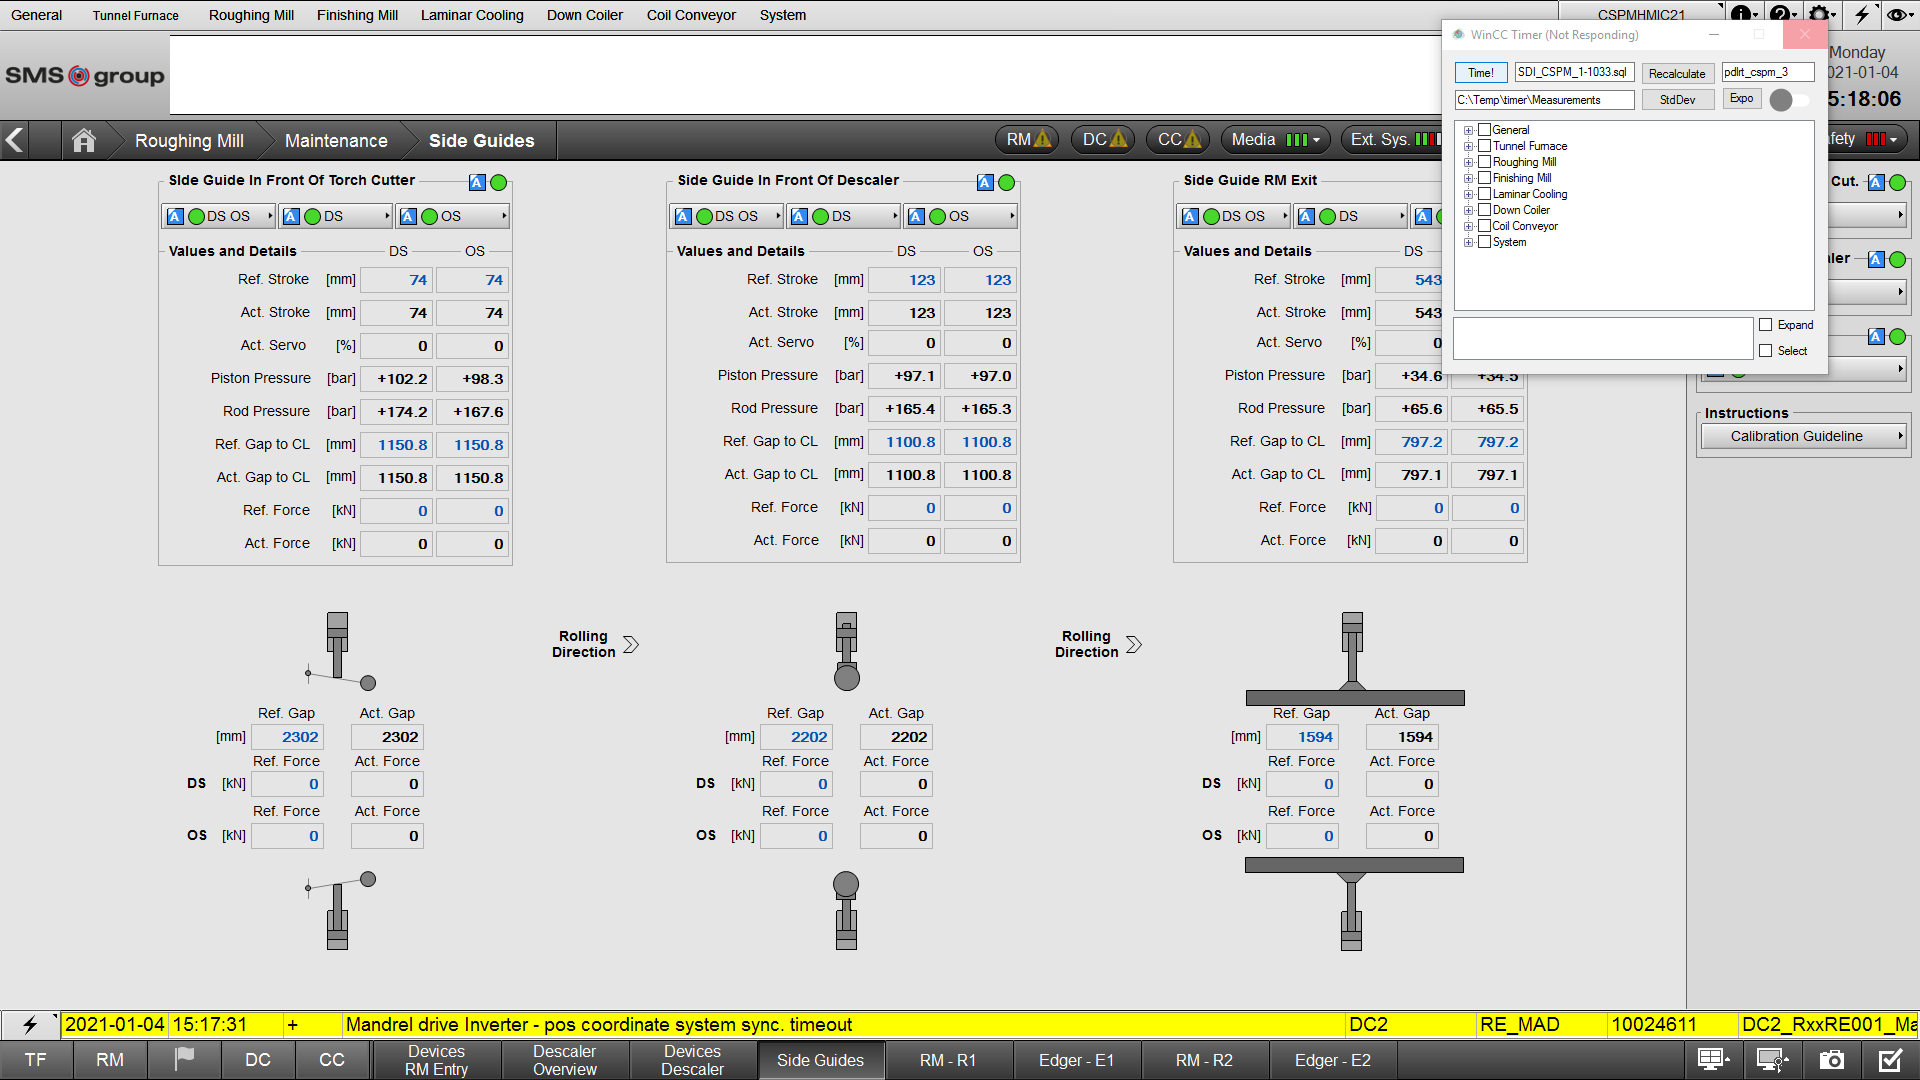 General Tunnel Furnace Roughing Mill Finishing Mill Laminar Cooling Down Coiler Coil Conveyor System CSPMHMIC21
SMS group
Monday
021-01-04
5:18:06
WinCC Timer (Not Responding)
Time! SDI_CSPM_1-1033.sql Recalculate pdlrt_cspm_3
C:\Temp\timer\Measurements StdDev Expo
General
Tunnel Furnace
Roughing Mill
Finishing Mill
Laminar Cooling
Down Coiler
Coil Conveyor
System
Expand
Select
Roughing Mill Maintenance Side Guides RM DC CC Media Ext. Sys. afety
Side Guide In Front Of Torch Cutter A
A DS OS A DS A OS
Values and Details DS OS
Ref. Stroke [mm] 74 74
Act. Stroke [mm] 74 74
Act. Servo [%] 0 0
Piston Pressure [bar] +102.2 +98.3
Rod Pressure [bar] +174.2 +167.6
Ref. Gap to CL [mm] 1150.8 1150.8
Act. Gap to CL [mm] 1150.8 1150.8
Ref. Force [kN] 0 0
Act. Force [kN] 0 0
Side Guide In Front Of Descaler A
A DS OS A DS A OS
Values and Details DS OS
Ref. Stroke [mm] 123 123
Act. Stroke [mm] 123 123
Act. Servo [%] 0 0
Piston Pressure [bar] +97.1 +97.0
Rod Pressure [bar] +165.4 +165.3
Ref. Gap to CL [mm] 1100.8 1100.8
Act. Gap to CL [mm] 1100.8 1100.8
Ref. Force [kN] 0 0
Act. Force [kN] 0 0
Side Guide RM Exit
A DS OS A DS A
Values and Details DS
Ref. Stroke [mm] 543
Act. Stroke [mm] 543
Act. Servo [%] 0
Piston Pressure [bar] +34.6 +34.5
Rod Pressure [bar] +65.6 +65.5
Ref. Gap to CL [mm] 797.2 797.2
Act. Gap to CL [mm] 797.1 797.1
Ref. Force [kN] 0 0
Act. Force [kN] 0 0
Cut. A
aler A
A
Instructions
Calibration Guideline
Rolling
Direction
Rolling
Direction
Ref. Gap Act. Gap
[mm] 2302 2302
Ref. Force Act. Force
DS [kN] 0 0
Ref. Force Act. Force
OS [kN] 0 0
Ref. Gap Act. Gap
[mm] 2202 2202
Ref. Force Act. Force
DS [kN] 0 0
Ref. Force Act. Force
OS [kN] 0 0
Ref. Gap Act. Gap
[mm] 1594 1594
Ref. Force Act. Force
DS [kN] 0 0
Ref. Force Act. Force
OS [kN] 0 0
2021-01-04 15:17:31 + Mandrel drive Inverter - pos coordinate system sync. timeout DC2 RE_MAD 10024611 DC2_RxxRE001_Ma
TF RM DC CC Devices RM Entry Descaler Overview Devices Descaler Side Guides RM - R1 Edger - E1 RM - R2 Edger - E2